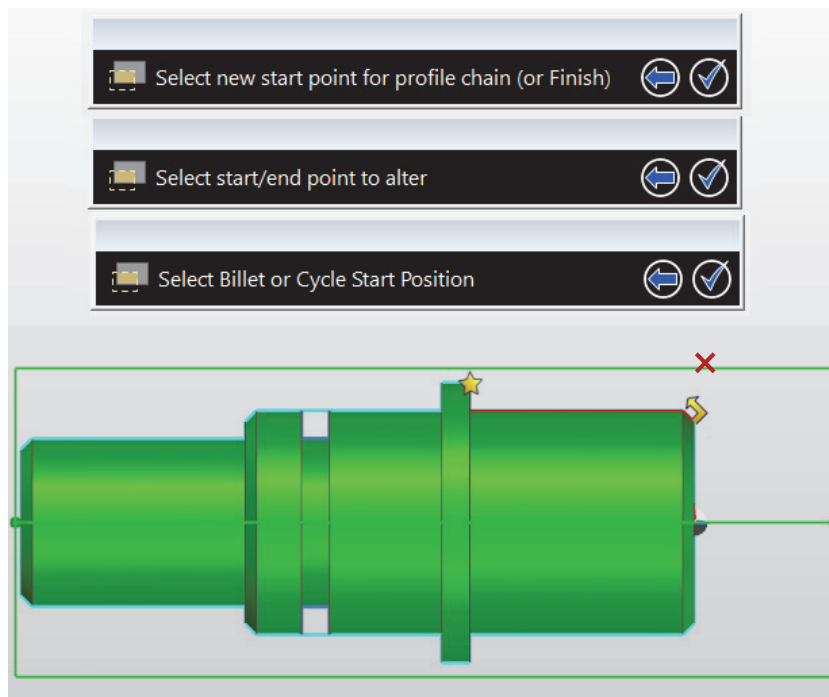 Select new start point for profile chain (or Finish)
Select start/end point to alter
Select Billet or Cycle Start Position